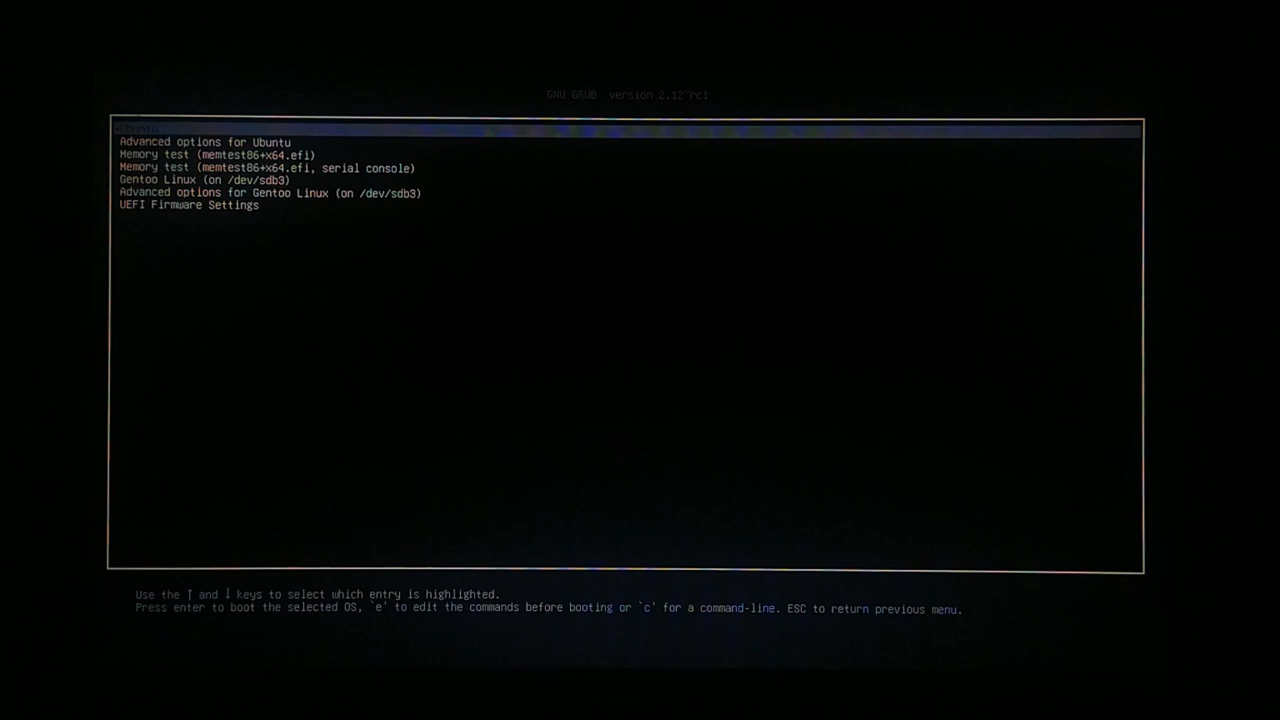 GNU GRUB  version 2.12~rc1
*Ubuntu
Advanced options for Ubuntu
Memory test (memtest86+x64.efi)
Memory test (memtest86+x64.efi, serial console)
Gentoo Linux (on /dev/sdb3)
Advanced options for Gentoo Linux (on /dev/sdb3)
UEFI Firmware Settings
Use the ↑ and ↓ keys to select which entry is highlighted.
Press enter to boot the selected OS, `e' to edit the commands before booting or `c' for a command-line. ESC to return previous menu.